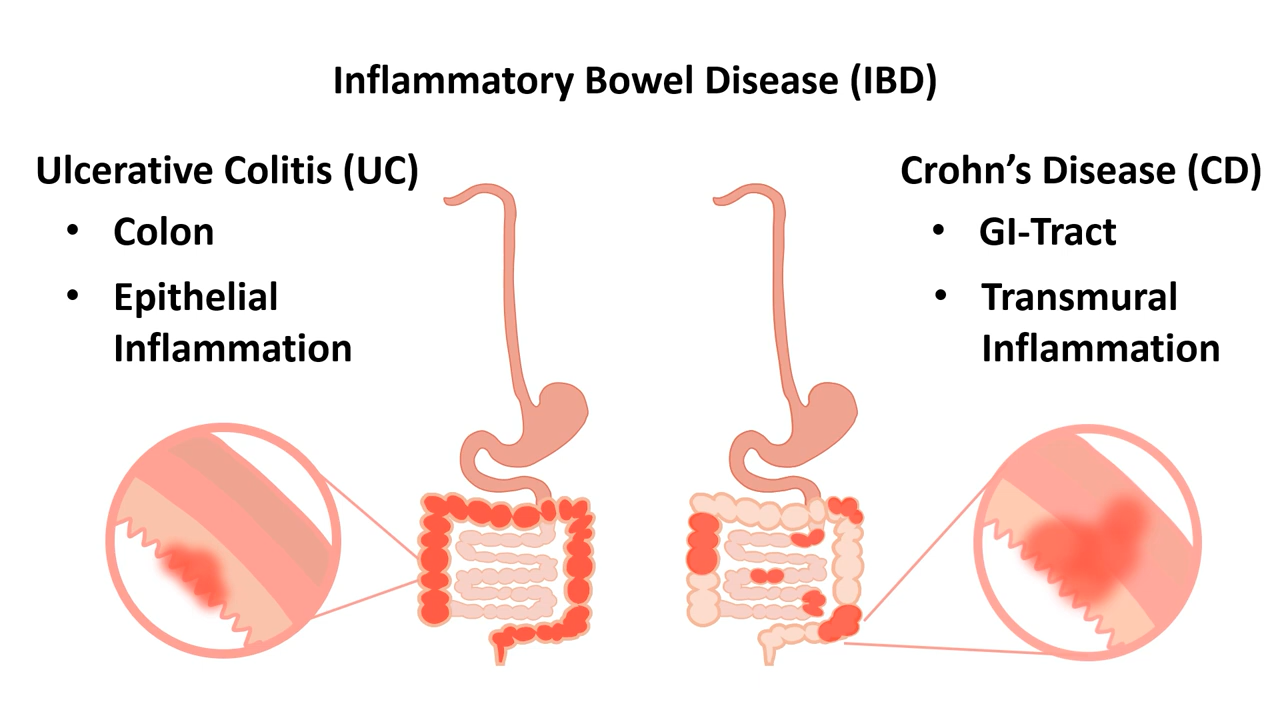 Inflammatory Bowel Disease (IBD)
Ulcerative Colitis (UC)
• Colon
• Epithelial
Inflammation
Crohn’s Disease (CD)
• GI-Tract
• Transmural
Inflammation